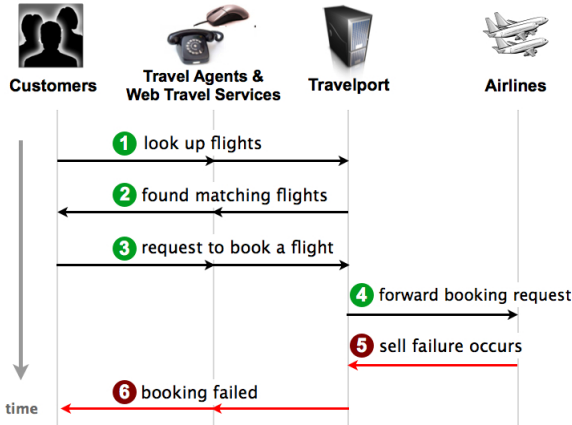 Customers
Travel Agents &
Web Travel Services
Travelport
Airlines
1 look up flights
2 found matching flights
3 request to book a flight
4 forward booking request
5 sell failure occurs
6 booking failed
time